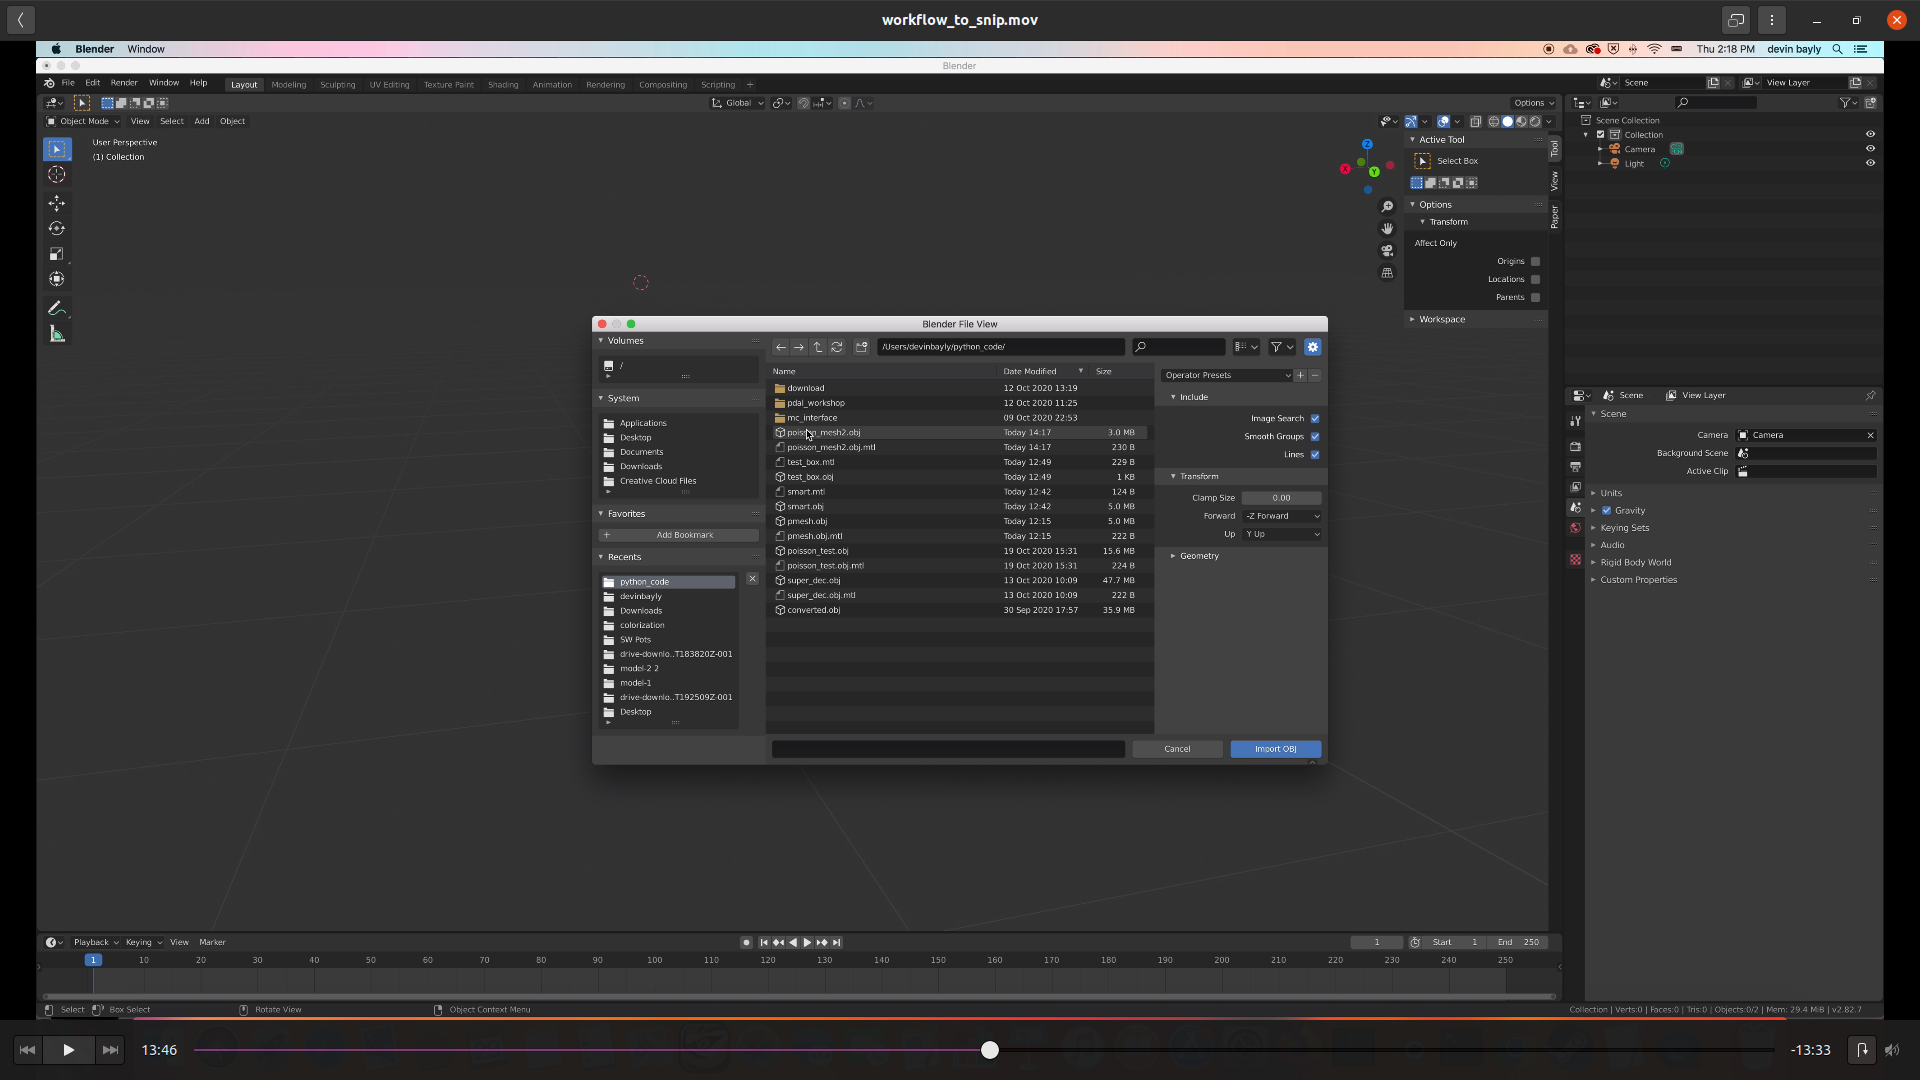 workflow_to_snip.mov
Blender Window
Thu 2:18 PM devin bayly
Blender
File Edit Render Window Help
Layout Modeling Sculpting UV Editing Texture Paint Shading Animation Rendering Compositing Scripting +
Scene View Layer
Global
Options
Object Mode View Select Add Object
User Perspective
(1) Collection
Z
X
Y
Active Tool
Select Box
Options
Transform
Affect Only
Origins
Locations
Parents
Workspace
Tool
View
Paper
Scene Collection
Collection
Camera
Light
Scene View Layer
Scene
Camera Camera
Background Scene
Active Clip
Units
Gravity
Keying Sets
Audio
Rigid Body World
Custom Properties
Blender File View
Volumes
/
System
Applications
Desktop
Documents
Downloads
Creative Cloud Files
Favorites
+ Add Bookmark
Recents
python_code
devinbayly
Downloads
colorization
SW Pots
drive-downlo..T183820Z-001
model-2 2
model-1
drive-downlo..T192509Z-001
Desktop
/Users/devinbayly/python_code/
Name Date Modified Size
download 12 Oct 2020 13:19
pdal_workshop 12 Oct 2020 11:25
mc_interface 09 Oct 2020 22:53
poisson_mesh2.obj Today 14:17 3.0 MB
poisson_mesh2.obj.mtl Today 14:17 230 B
test_box.mtl Today 12:49 229 B
test_box.obj Today 12:49 1 KB
smart.mtl Today 12:42 124 B
smart.obj Today 12:42 5.0 MB
pmesh.obj Today 12:15 5.0 MB
pmesh.obj.mtl Today 12:15 222 B
poisson_test.obj 19 Oct 2020 15:31 15.6 MB
poisson_test.obj.mtl 19 Oct 2020 15:31 224 B
super_dec.obj 13 Oct 2020 10:09 47.7 MB
super_dec.obj.mtl 13 Oct 2020 10:09 222 B
converted.obj 30 Sep 2020 17:57 35.9 MB
Operator Presets
Include
Image Search
Smooth Groups
Lines
Transform
Clamp Size 0.00
Forward -Z Forward
Up Y Up
Geometry
Cancel Import OBJ
Playback Keying View Marker
1 Start 1 End 250
1 10 20 30 40 50 60 70 80 90 100 110 120 130 140 150 160 170 180 190 200 210 220 230 240 250
Select Box Select Rotate View Object Context Menu
Collection | Verts:0 | Faces:0 | Tris:0 | Objects:0/2 | Mem: 29.4 MiB | v2.82.7
13:46 -13:33